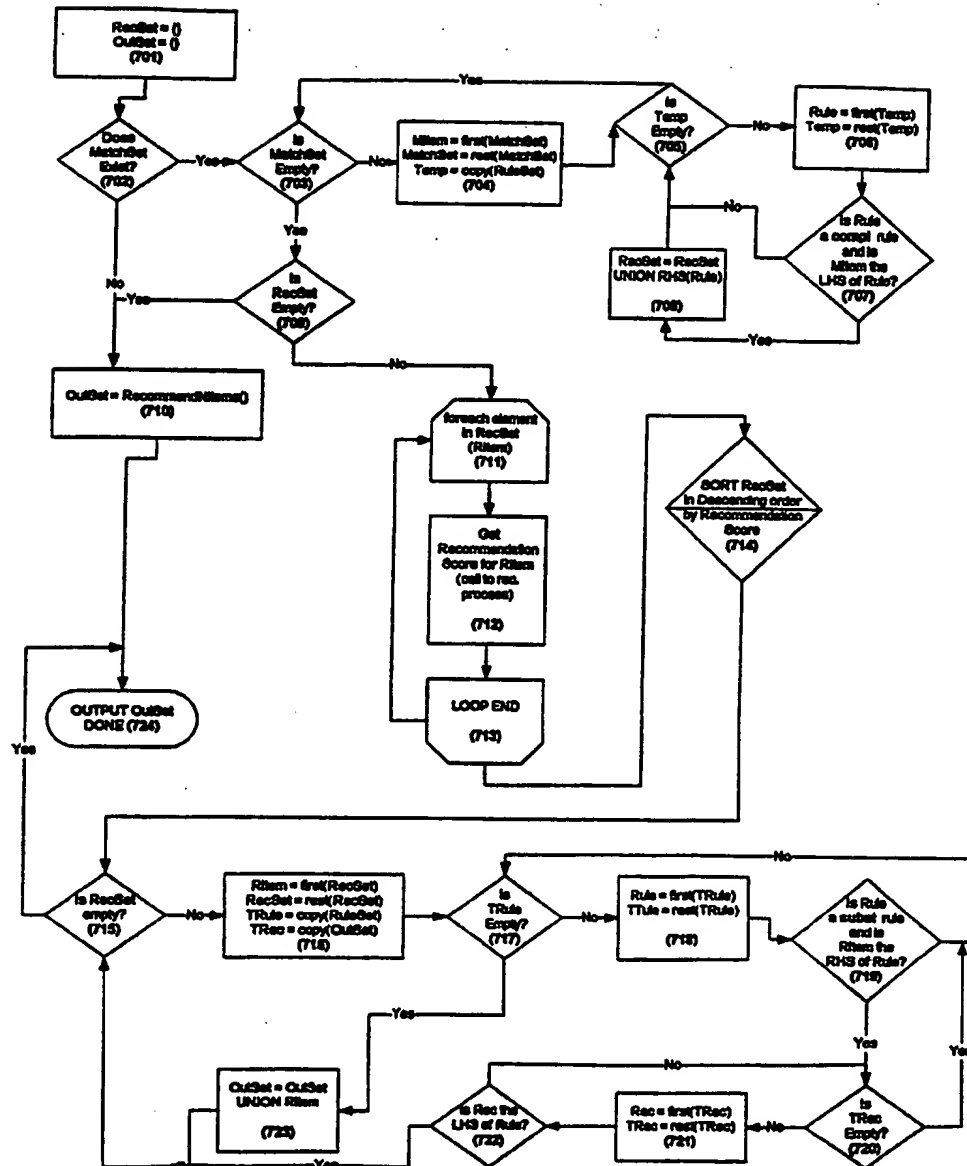 RecSet = {}
OutSet = {}
(701)
Does
MatchSet
Exist?
(702)
Yes
Is
MatchSet
Empty?
(703)
No
MItem = first(MatchSet)
MatchSet = rest(MatchSet)
Temp = copy(RuleSet)
(704)
Yes
Is
Temp
Empty?
(705)
No
Rule = first(Temp)
Temp = rest(Temp)
(706)
Is Rule
a compl rule
and is
MItem the
LHS of Rule?
(707)
No
Yes
RecSet = RecSet
UNION RHS(Rule)
(708)
Yes
Is
RecSet
Empty?
(709)
Yes
No
No
OutSet = RecommendNItems()
(710)
foreach element
in RecSet
(RItem)
(711)
Get
Recommendation
Score for RItem
(call to rec.
process)
(712)
LOOP END
(713)
SORT RecSet
in Descending order
by Recommendation
Score
(714)
OUTPUT OutSet
DONE (724)
Yes
Is RecSet
empty?
(715)
No
RItem = first(RecSet)
RecSet = rest(RecSet)
TRule = copy(RuleSet)
TRec = copy(OutSet)
(716)
Is
TRule
Empty?
(717)
No
Rule = first(TRule)
TTule = rest(TRule)
(718)
Is Rule
a subst rule
and is
RItem the
RHS of Rule?
(719)
No
Yes
Yes
Yes
OutSet = OutSet
UNION RItem
(723)
No
Is Rec the
LHS of Rule?
(722)
Yes
Rec = first(TRec)
TRec = rest(TRec)
(721)
No
Is
TRec
Empty?
(720)